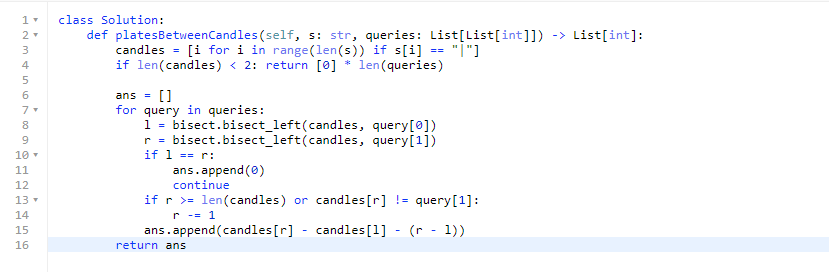 1 class Solution:
2     def platesBetweenCandles(self, s: str, queries: List[List[int]]) -> List[int]:
3         candles = [i for i in range(len(s)) if s[i] == "|"]
4         if len(candles) < 2: return [0] * len(queries)
5
6         ans = []
7         for query in queries:
8             l = bisect.bisect_left(candles, query[0])
9             r = bisect.bisect_left(candles, query[1])
10             if l == r:
11                 ans.append(0)
12                 continue
13             if r >= len(candles) or candles[r] != query[1]:
14                 r -= 1
15             ans.append(candles[r] - candles[l] - (r - l))
16         return ans